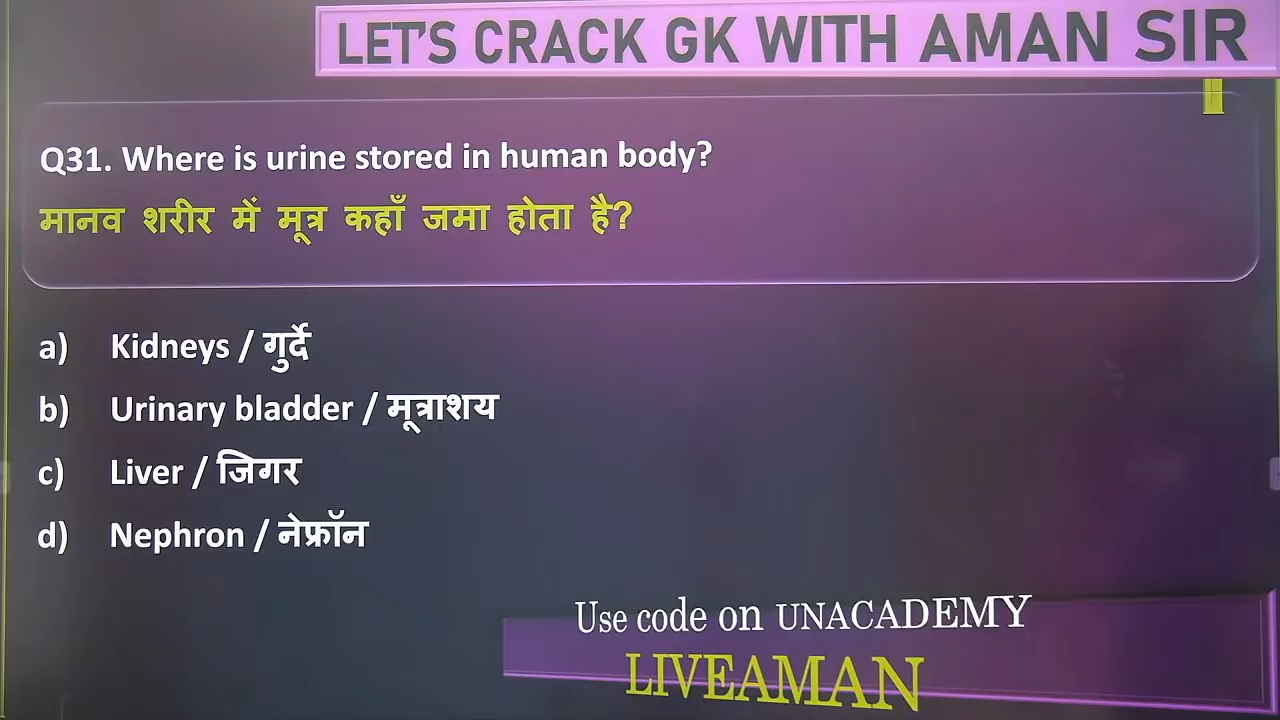 LET'S CRACK GK WITH AMAN SIR
Q31. Where is urine stored in human body?
मानव शरीर में मूत्र कहाँ जमा होता है?
a) Kidneys / गुर्दे
b) Urinary bladder / मूत्राशय
c) Liver / जिगर
d) Nephron / नेफ्रॉन
Use code on UNACADEMY
LIVEAMAN